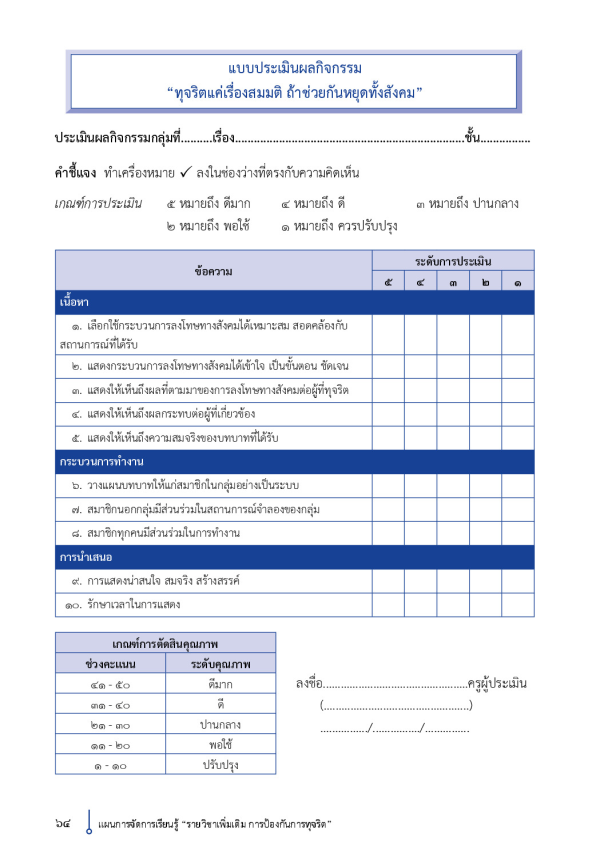 แบบประเมินผลกิจกรรม
“ทุจริตแค่เรื่องสมมติ ถ้าช่วยกันหยุดทั้งสังคม”
ประเมินผลกิจกรรมกลุ่มที่..........เรื่อง.........................................................................ชั้น................
คำชี้แจง ทำเครื่องหมาย ✓ ลงในช่องว่างที่ตรงกับความคิดเห็น
เกณฑ์การประเมิน ๕ หมายถึง ดีมาก ๔ หมายถึง ดี ๓ หมายถึง ปานกลาง
๒ หมายถึง พอใช้ ๑ หมายถึง ควรปรับปรุง
ข้อความ ระดับการประเมิน
๕ ๔ ๓ ๒ ๑
เนื้อหา
๑. เลือกใช้กระบวนการลงโทษทางสังคมได้เหมาะสม สอดคล้องกับ
สถานการณ์ที่ได้รับ
๒. แสดงกระบวนการลงโทษทางสังคมได้เข้าใจ เป็นขั้นตอน ชัดเจน
๓. แสดงให้เห็นถึงผลที่ตามมาของการลงโทษทางสังคมต่อผู้ที่ทุจริต
๔. แสดงให้เห็นถึงผลกระทบต่อผู้ที่เกี่ยวข้อง
๕. แสดงให้เห็นถึงความสมจริงของบทบาทที่ได้รับ
กระบวนการทำงาน
๖. วางแผนบทบาทให้แก่สมาชิกในกลุ่มอย่างเป็นระบบ
๗. สมาชิกนอกกลุ่มมีส่วนร่วมในสถานการณ์จำลองของกลุ่ม
๘. สมาชิกทุกคนมีส่วนร่วมในการทำงาน
การนำเสนอ
๙. การแสดงน่าสนใจ สมจริง สร้างสรรค์
๑๐. รักษาเวลาในการแสดง
เกณฑ์การตัดสินคุณภาพ
ช่วงคะแนน ระดับคุณภาพ
๔๑ - ๕๐ ดีมาก
๓๑ - ๔๐ ดี
๒๑ - ๓๐ ปานกลาง
๑๑ - ๒๐ พอใช้
๑ - ๑๐ ปรับปรุง
ลงชื่อ.................................................ครูผู้ประเมิน
(.................................................)
................/................/...............
๖๔ แผนการจัดการเรียนรู้ “รายวิชาเพิ่มเติม การป้องกันการทุจริต”